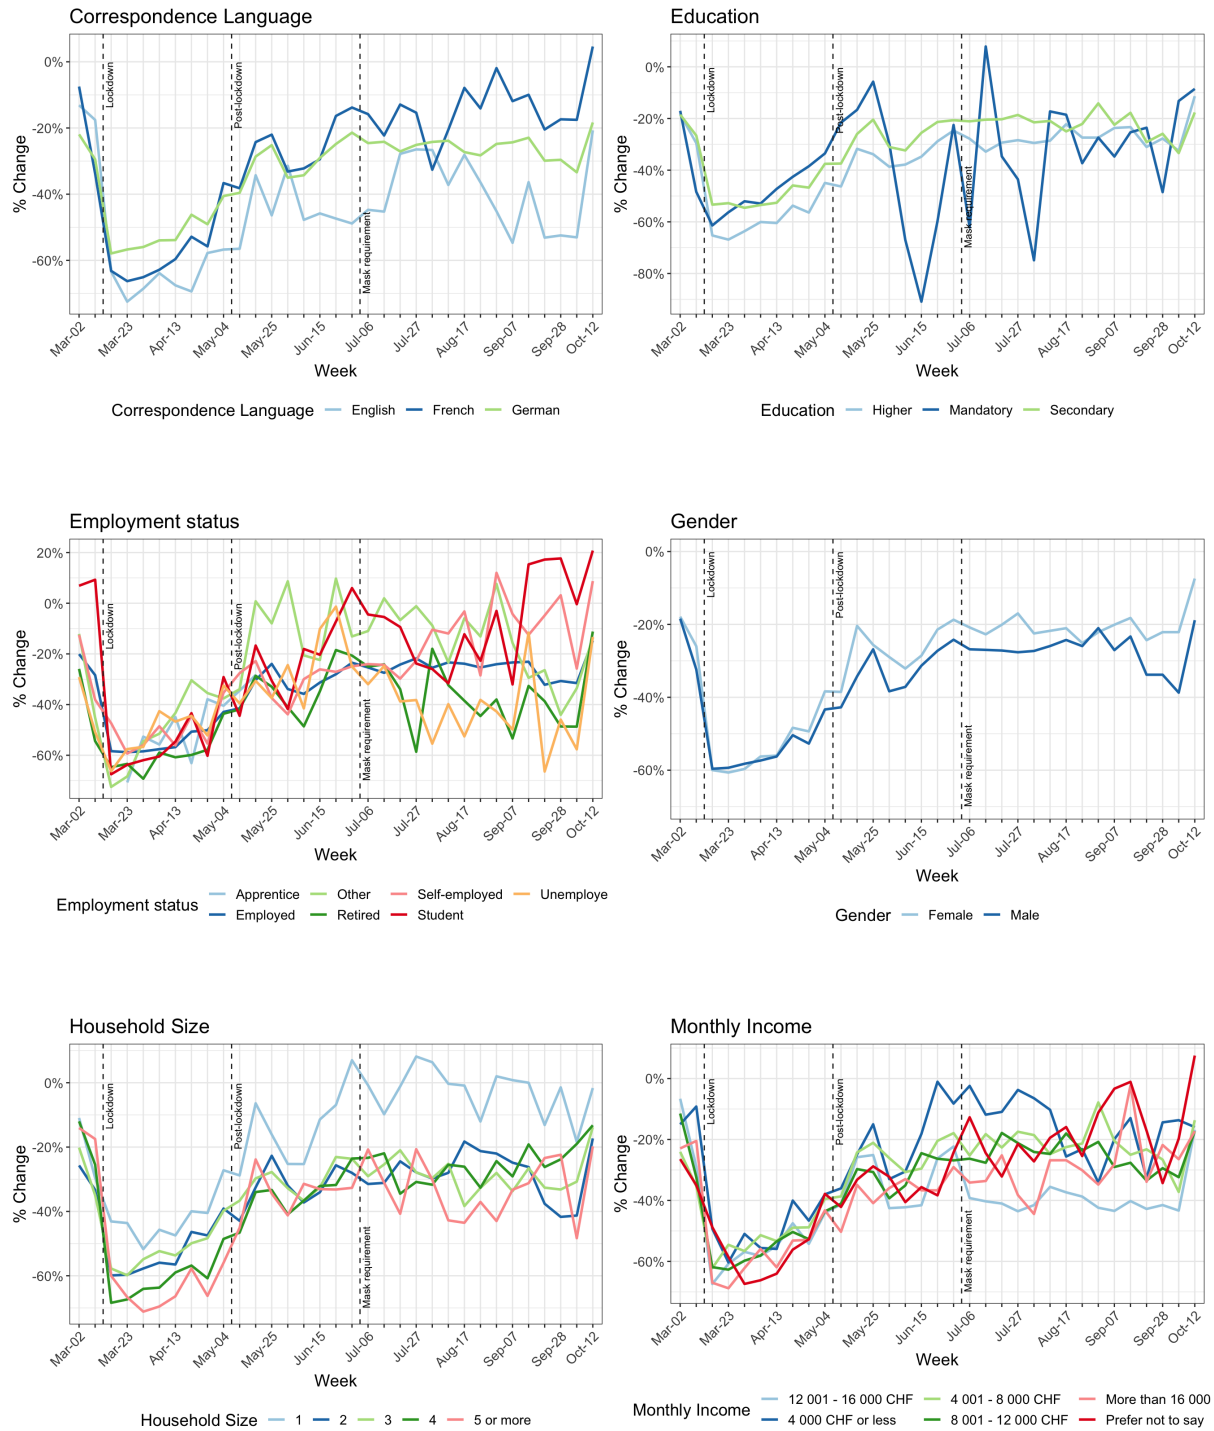 Correspondence Language
% Change
0%
-20%
-40%
-60%
Lockdown
Post-lockdown
Mask requirement
Mar-02
Mar-23
Apr-13
May-04
May-25
Jun-15
Jul-06
Jul-27
Aug-17
Sep-07
Sep-28
Oct-12
Week
Correspondence Language English French German
Education
% Change
0%
-20%
-40%
-60%
-80%
Lockdown
Post-lockdown
Mask requirement
Mar-02
Mar-23
Apr-13
May-04
May-25
Jun-15
Jul-06
Jul-27
Aug-17
Sep-07
Sep-28
Oct-12
Week
Education Higher Mandatory Secondary
Employment status
% Change
20%
0%
-20%
-40%
-60%
Lockdown
Post-lockdown
Mask requirement
Mar-02
Mar-23
Apr-13
May-04
May-25
Jun-15
Jul-06
Jul-27
Aug-17
Sep-07
Sep-28
Oct-12
Week
Employment status
Apprentice Other Self-employed Unemploye
Employed Retired Student
Gender
% Change
0%
-20%
-40%
-60%
Lockdown
Post-lockdown
Mask requirement
Mar-02
Mar-23
Apr-13
May-04
May-25
Jun-15
Jul-06
Jul-27
Aug-17
Sep-07
Sep-28
Oct-12
Week
Gender Female Male
Household Size
% Change
0%
-20%
-40%
-60%
Lockdown
Post-lockdown
Mask requirement
Mar-02
Mar-23
Apr-13
May-04
May-25
Jun-15
Jul-06
Jul-27
Aug-17
Sep-07
Sep-28
Oct-12
Week
Household Size 1 2 3 4 5 or more
Monthly Income
% Change
0%
-20%
-40%
-60%
Lockdown
Post-lockdown
Mask requirement
Mar-02
Mar-23
Apr-13
May-04
May-25
Jun-15
Jul-06
Jul-27
Aug-17
Sep-07
Sep-28
Oct-12
Week
Monthly Income
12 001 - 16 000 CHF 4 001 - 8 000 CHF More than 16 000
4 000 CHF or less 8 001 - 12 000 CHF Prefer not to say